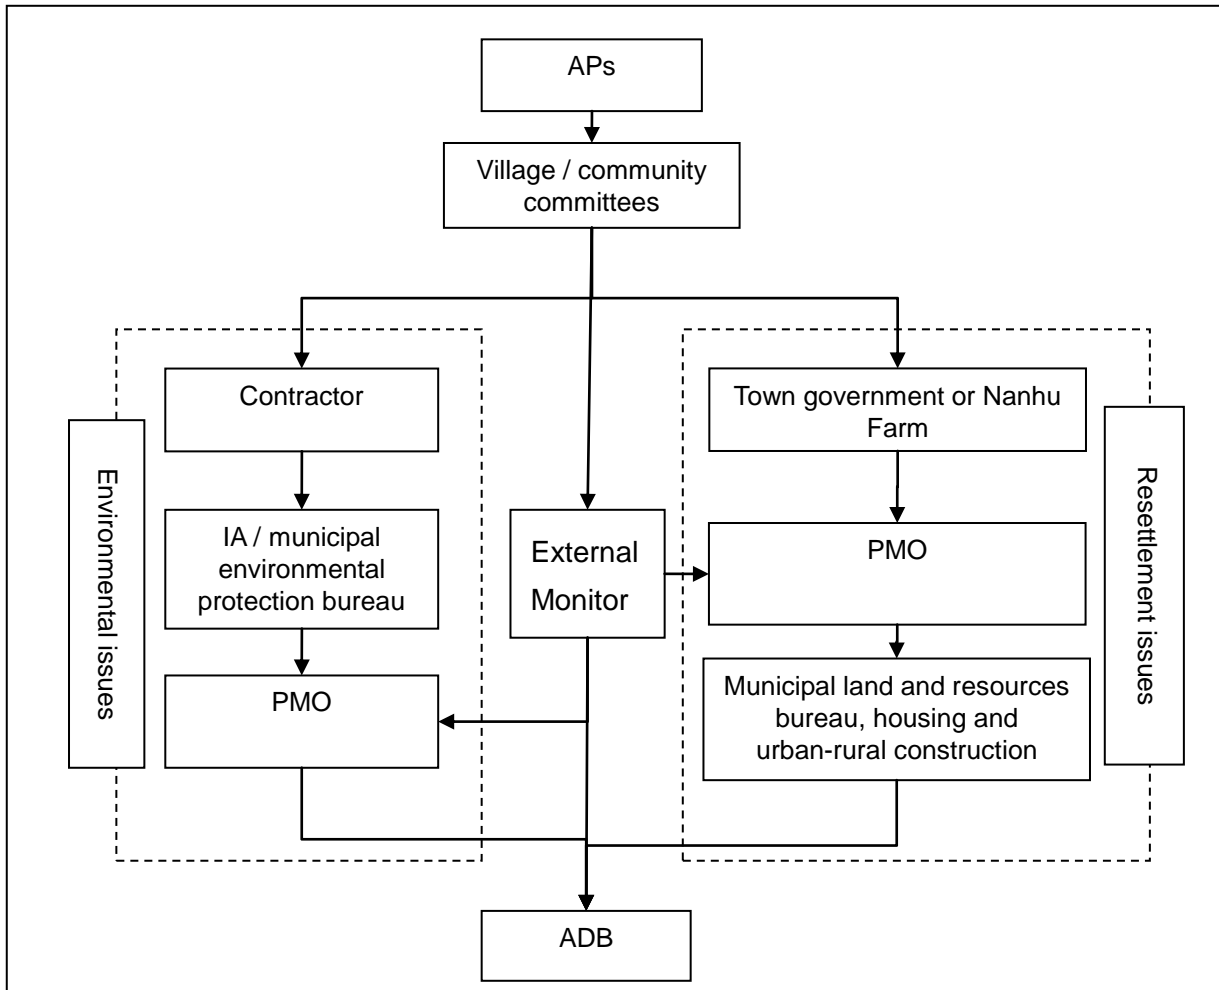 APs
Village / community
committees
Contractor
Town government or Nanhu
Farm
Environmental issues
IA / municipal
environmental
protection bureau
External
Monitor
PMO
Resettlement issues
PMO
Municipal land and resources
bureau, housing and
urban-rural construction
ADB